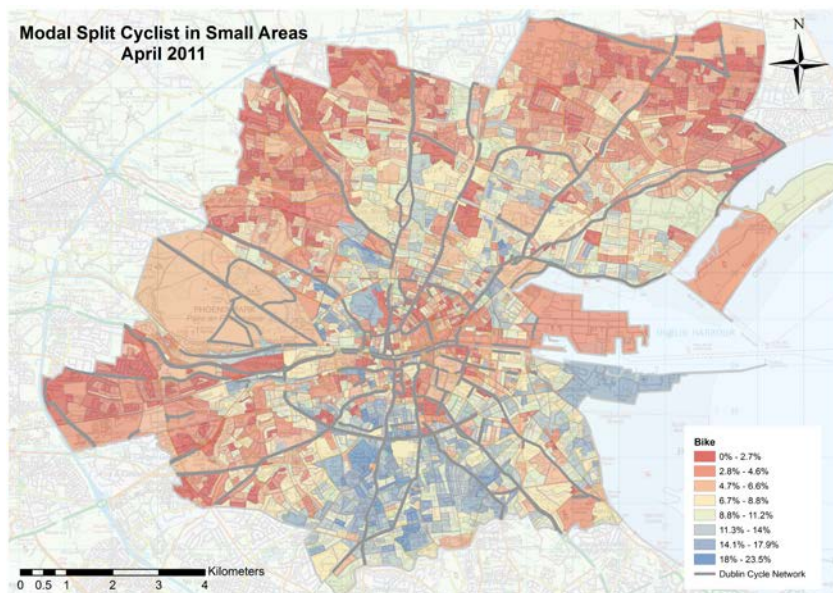 Modal Split Cyclist in Small Areas
April 2011
N
PHOENIX PARK
Bike
0% - 2.7%
2.8% - 4.6%
4.7% - 6.6%
6.7% - 8.8%
8.8% - 11.2%
11.3% - 14%
14.1% - 17.9%
18% - 23.5%
Dublin Cycle Network
Kilometers
0 0.5 1 2 3 4